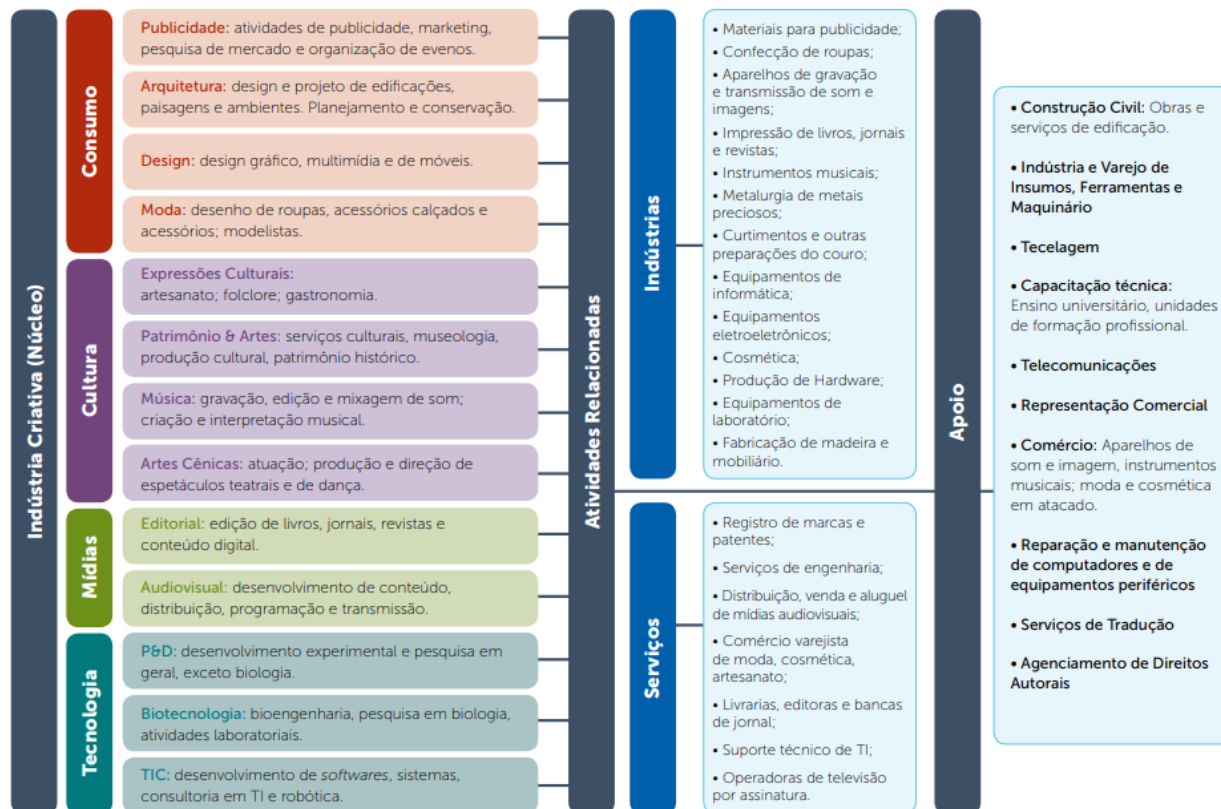 Indústria Criativa (Núcleo)
Consumo
Publicidade: atividades de publicidade, marketing,
pesquisa de mercado e organização de evenos.
Arquitetura: design e projeto de edificações,
paisagens e ambientes. Planejamento e conservação.
Design: design gráfico, multimídia e de móveis.
Moda: desenho de roupas, acessórios calçados e
acessórios; modelistas.
Cultura
Expressões Culturais:
artesanato; folclore; gastronomia.
Patrimônio & Artes: serviços culturais, museologia,
produção cultural, patrimônio histórico.
Música: gravação, edição e mixagem de som;
criação e interpretação musical.
Artes Cênicas: atuação; produção e direção de
espetáculos teatrais e de dança.
Mídias
Editorial: edição de livros, jornais, revistas e
conteúdo digital.
Audiovisual: desenvolvimento de conteúdo,
distribuição, programação e transmissão.
Tecnologia
P&D: desenvolvimento experimental e pesquisa em
geral, exceto biologia.
Biotecnologia: bioengenharia, pesquisa em biologia,
atividades laboratoriais.
TIC: desenvolvimento de softwares, sistemas,
consultoria em TI e robótica.
Atividades Relacionadas
Indústrias
• Materiais para publicidade;
• Confecção de roupas;
• Aparelhos de gravação
e transmissão de som e
imagens;
• Impressão de livros, jornais
e revistas;
• Instrumentos musicais;
• Metalurgia de metais
preciosos;
• Curtimentos e outras
preparações do couro;
• Equipamentos de
informática;
• Equipamentos
eletroeletrônicos;
• Cosmética;
• Produção de Hardware;
• Equipamentos de
laboratório;
• Fabricação de madeira e
mobiliário.
Serviços
• Registro de marcas e
patentes;
• Serviços de engenharia;
• Distribuição, venda e aluguel
de mídias audiovisuais;
• Comércio varejista
de moda, cosmética,
artesanato;
• Livrarias, editoras e bancas
de jornal;
• Suporte técnico de TI;
• Operadoras de televisão
por assinatura.
Apoio
• Construção Civil: Obras e
serviços de edificação.
• Indústria e Varejo de
Insumos, Ferramentas e
Maquinário
• Tecelagem
• Capacitação técnica:
Ensino universitário, unidades
de formação profissional.
• Telecomunicações
• Representação Comercial
• Comércio: Aparelhos de
som e imagem, instrumentos
musicais; moda e cosmética
em atacado.
• Reparação e manutenção
de computadores e de
equipamentos periféricos
• Serviços de Tradução
• Agenciamento de Direitos
Autorais